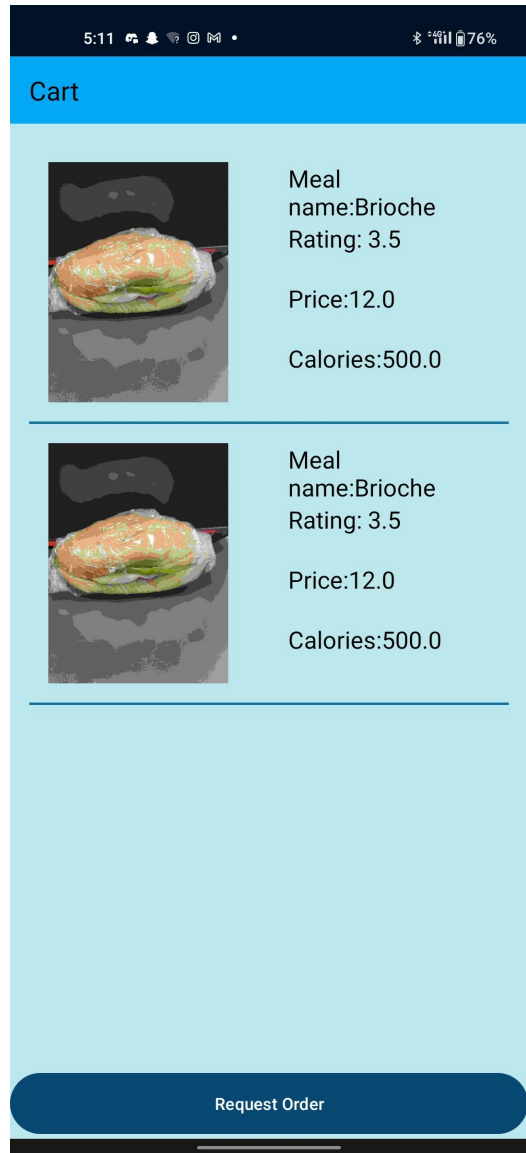 5:11
4G
76%
Cart
Meal
name:Brioche
Rating: 3.5
Price:12.0
Calories:500.0
Meal
name:Brioche
Rating: 3.5
Price:12.0
Calories:500.0
Request Order